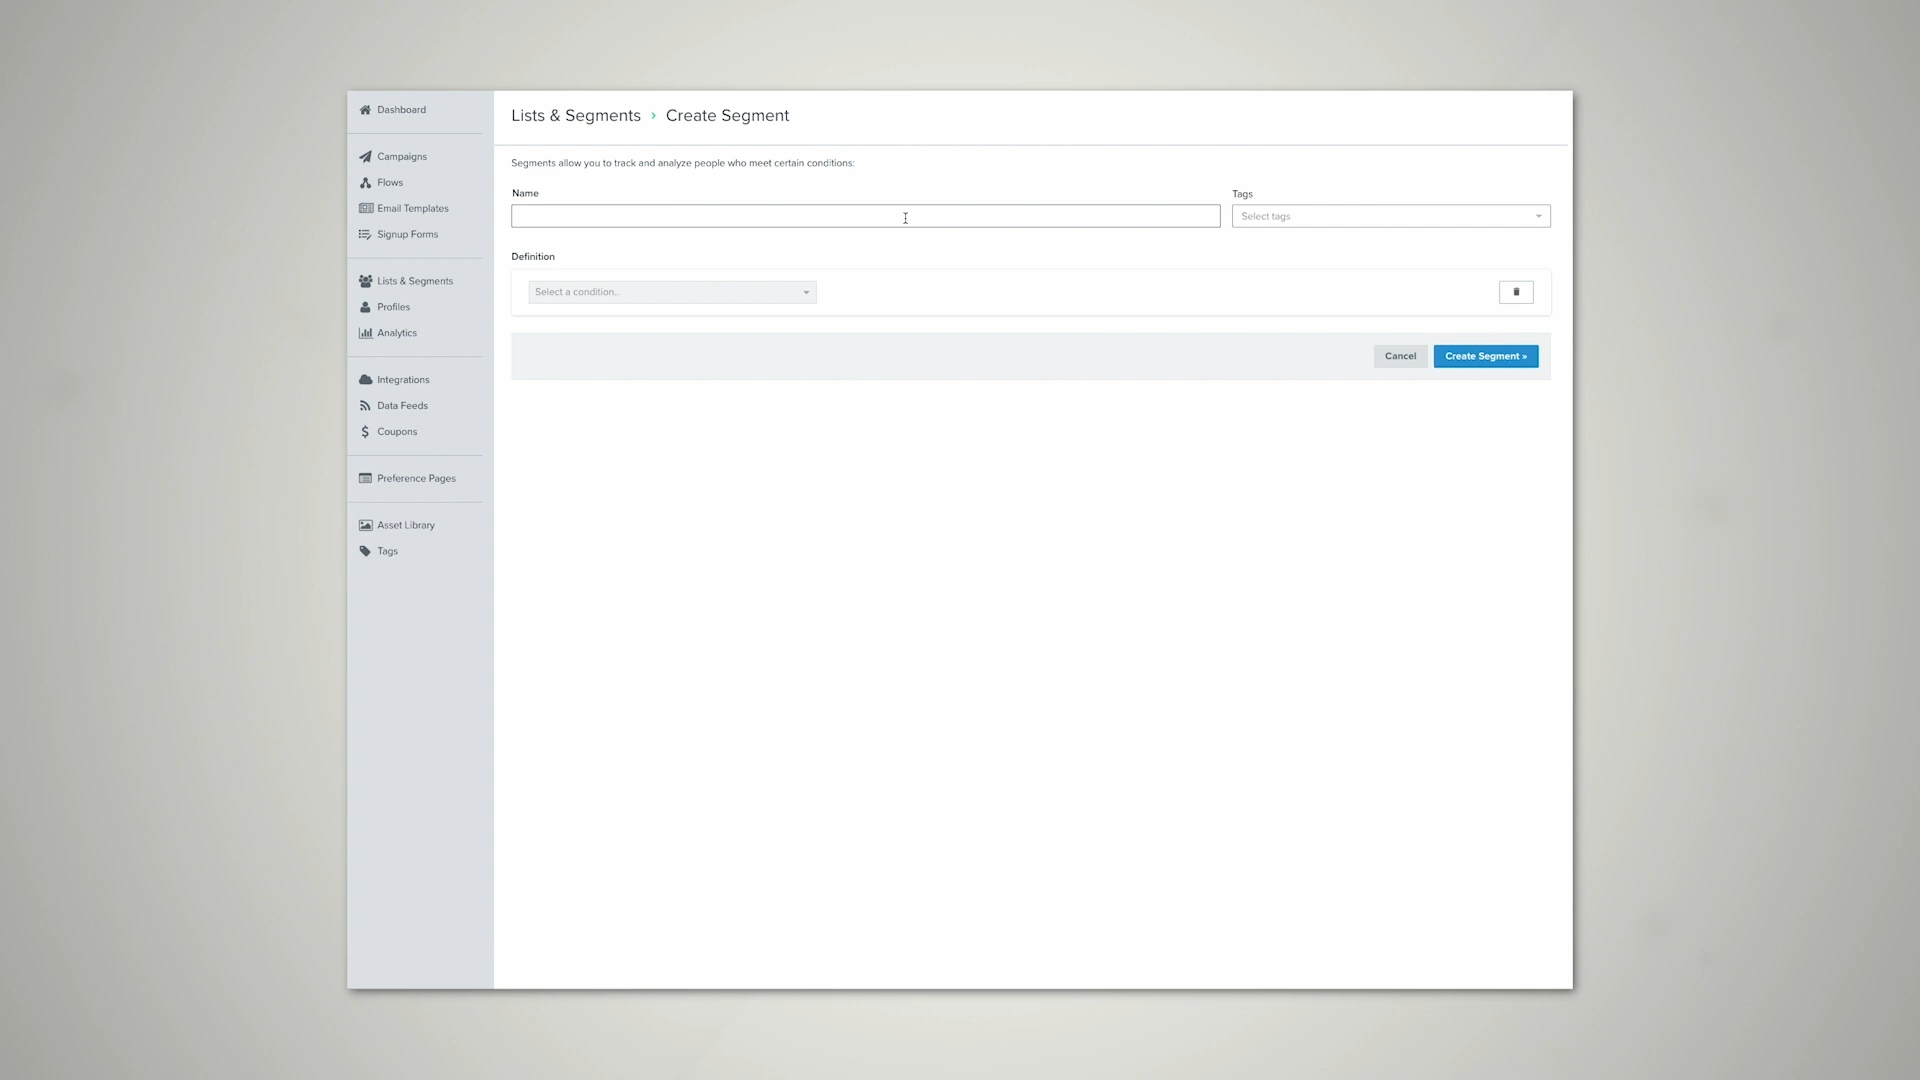 Dashboard
Campaigns
Flows
Email Templates
Signup Forms
Lists & Segments
Profiles
Analytics
Integrations
Data Feeds
Coupons
Preference Pages
Asset Library
Tags
Lists & Segments › Create Segment
Segments allow you to track and analyze people who meet certain conditions:
Name
Tags
Select tags
Definition
Select a condition...
Cancel
Create Segment »